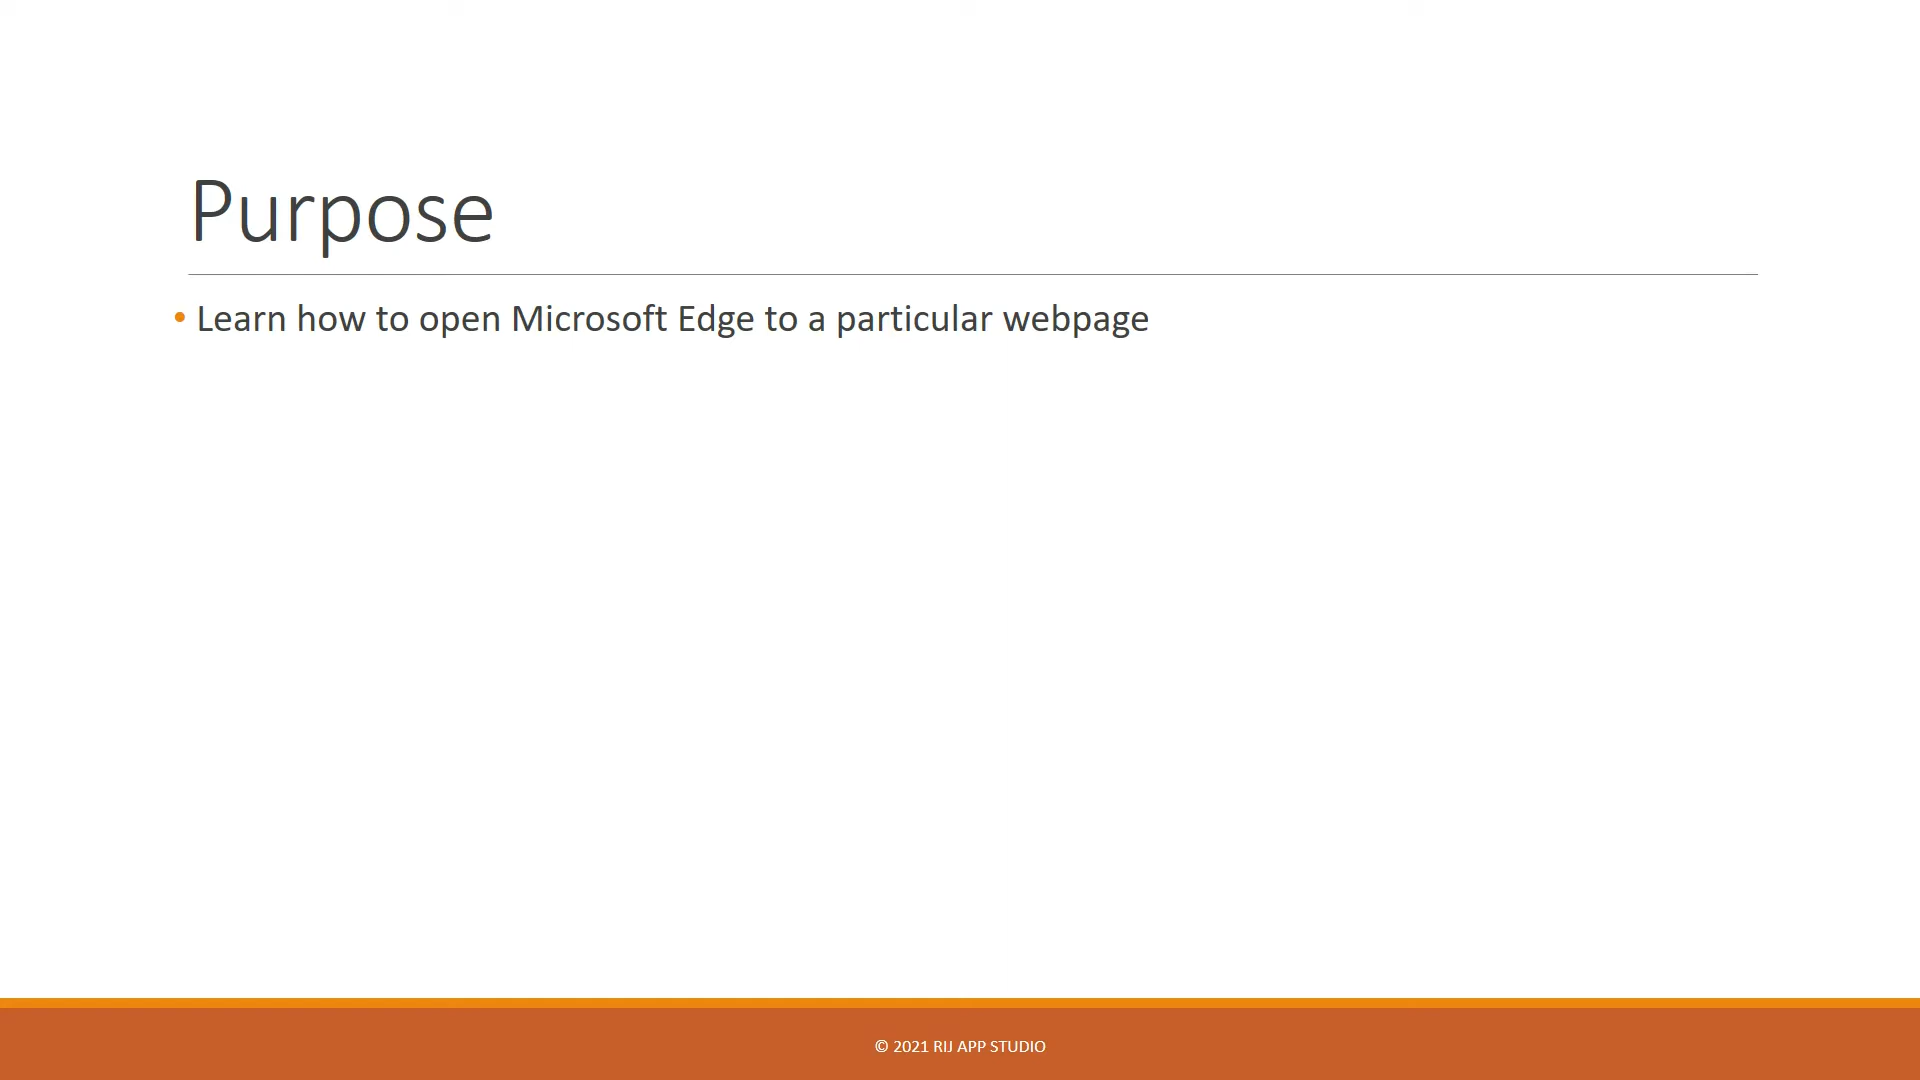 Purpose
• Learn how to open Microsoft Edge to a particular webpage
© 2021 RIJ APP STUDIO